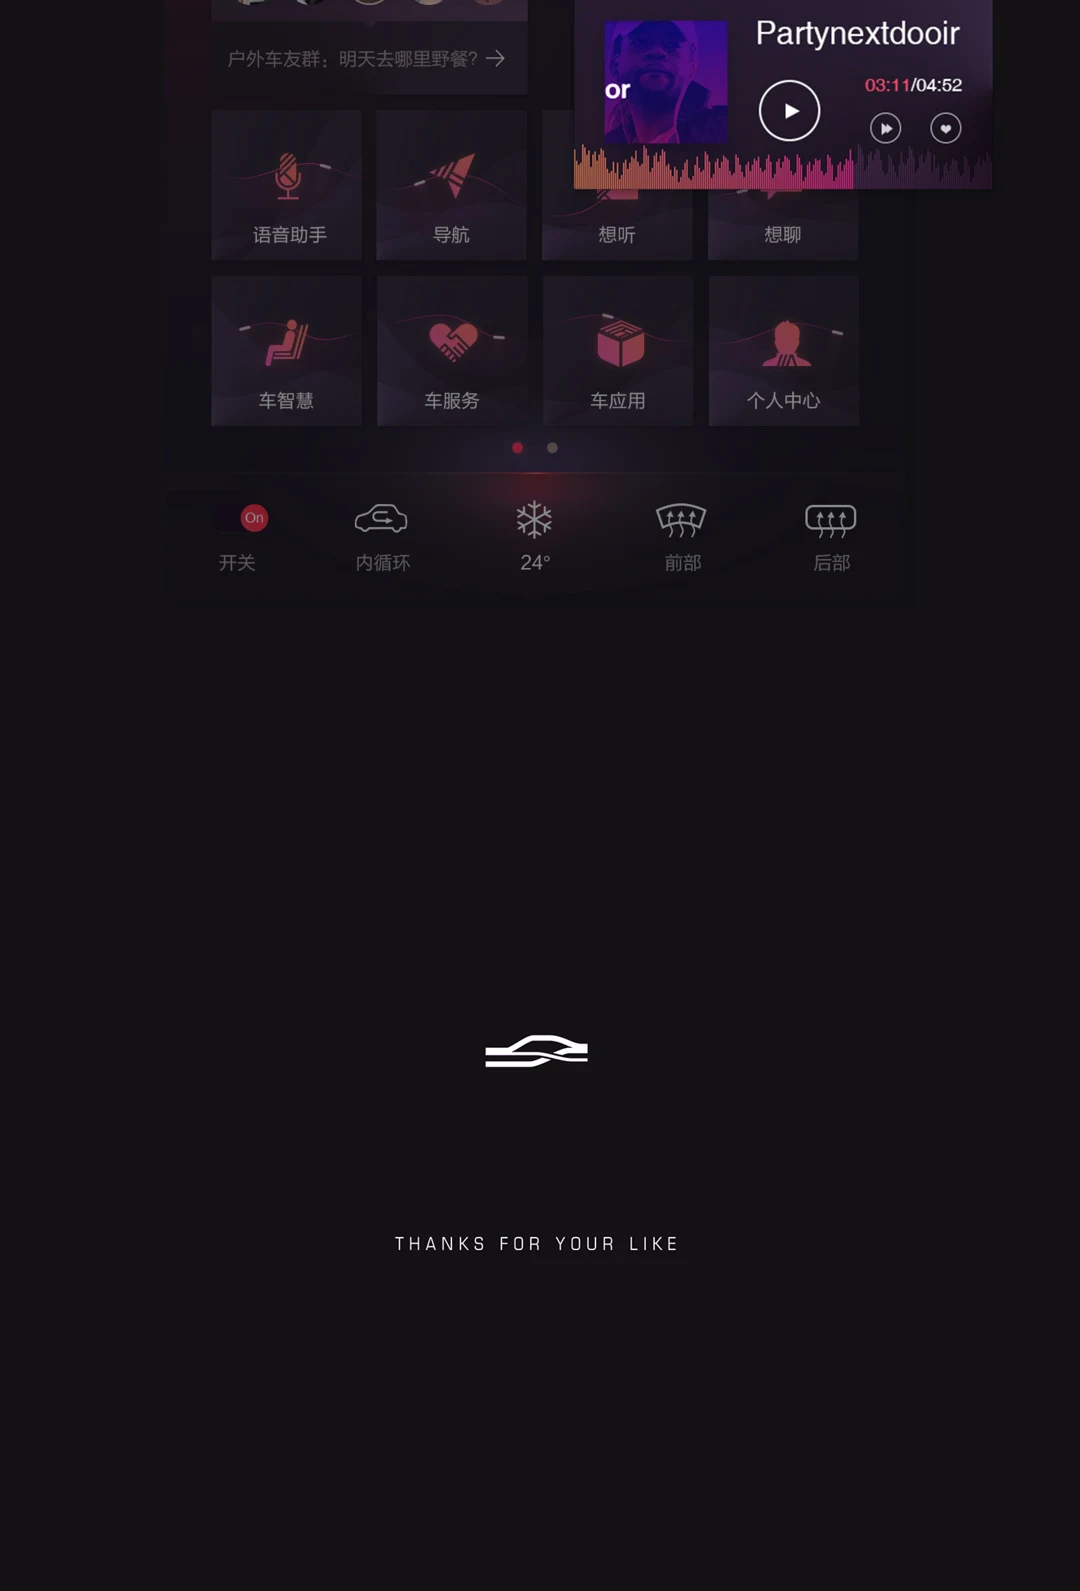 Partynextdooir
户外车友群：明天去哪里野餐?
or
03:11/04:52
语音助手
导航
想听
想聊
车智慧
车服务
车应用
个人中心
On
开关
内循环
24°
前部
后部
THANKS FOR YOUR LIKE